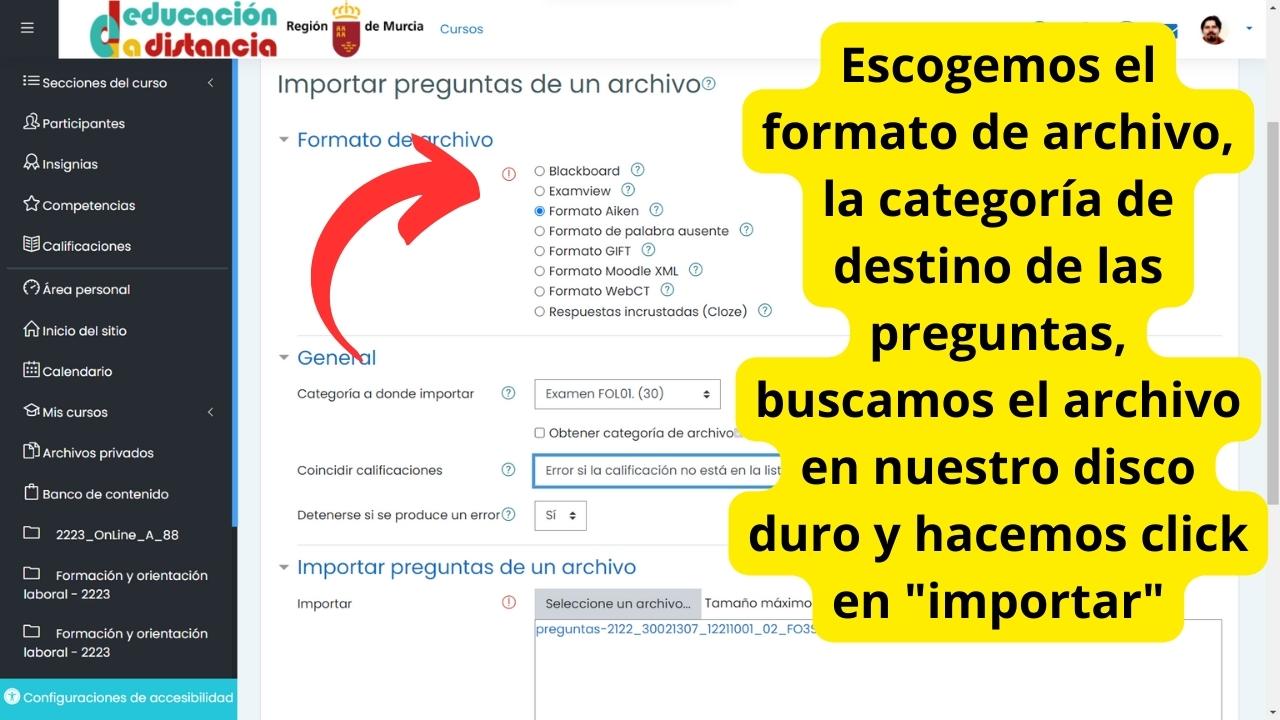 educación
a distancia
Región de Murcia
Cursos
Secciones del curso
Participantes
Insignias
Competencias
Calificaciones
Área personal
Inicio del sitio
Calendario
Mis cursos
Archivos privados
Banco de contenido
2223_OnLine_A_88
Formación y orientación
laboral - 2223
Formación y orientación
laboral - 2223
Configuraciones de accesibilidad
Importar preguntas de un archivo
Formato de archivo
Blackboard
Examview
Formato Aiken
Formato de palabra ausente
Formato GIFT
Formato Moodle XML
Formato WebCT
Respuestas incrustadas (Cloze)
General
Categoría a donde importar
Examen FOL01. (30)
Obtener categoría de archivo
Coincidir calificaciones
Error si la calificación no está en la list
Detenerse si se produce un error
Sí
Importar preguntas de un archivo
Importar
Seleccione un archivo... Tamaño máximo
preguntas-2122_30021307_12211001_02_FO3S
Escogemos el
formato de archivo,
la categoría de
destino de las
preguntas,
buscamos el archivo
en nuestro disco
duro y hacemos click
en "importar"